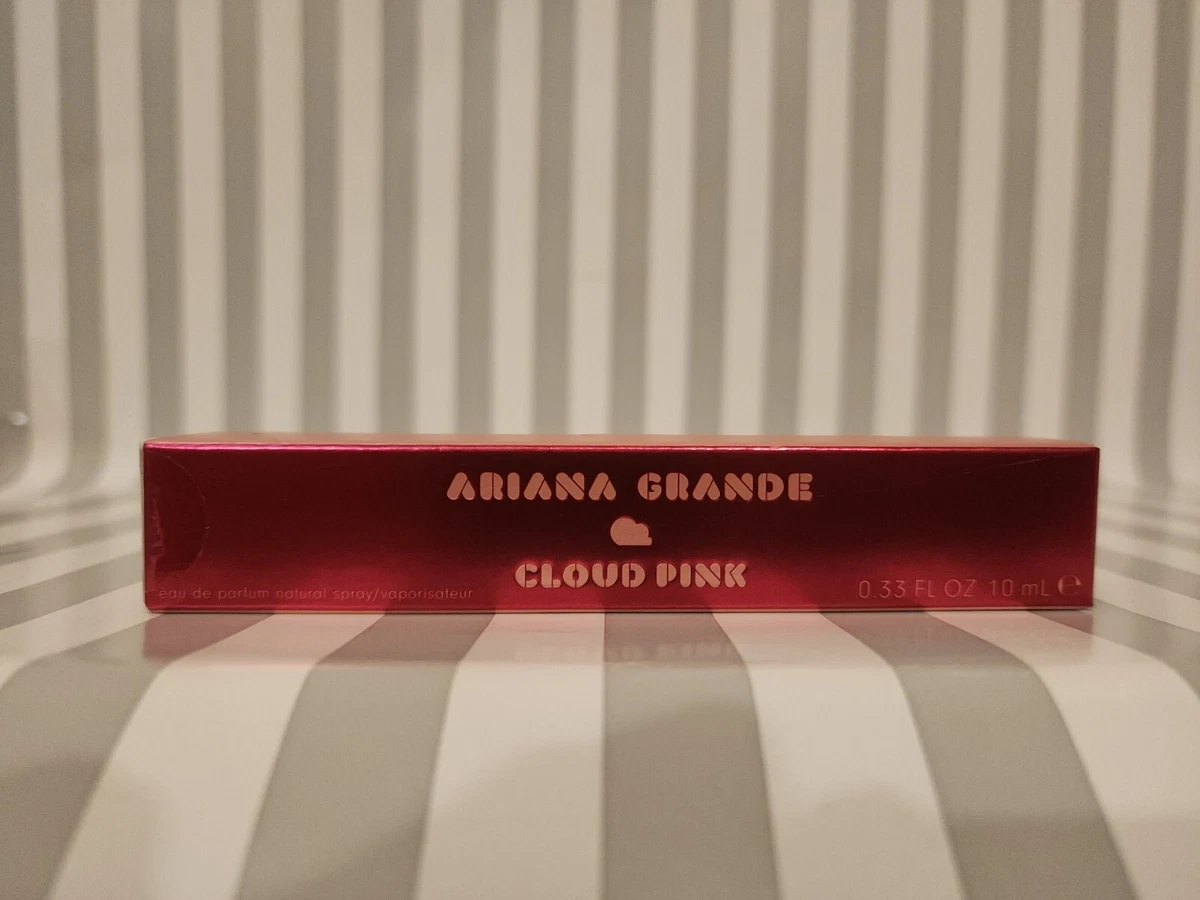 ARIANA GRANDE
CLOUD PINK
eau de parfum natural spray/vaporisateur
0.33 FL OZ 10 mL ℮